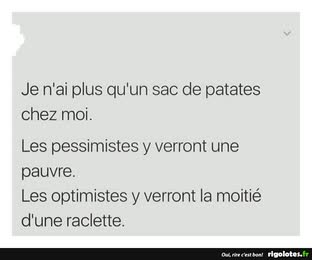 Je n'ai plus qu'un sac de patates
chez moi.
Les pessimistes y verront une
pauvre.
Les optimistes y verront la moitié
d'une raclette.
Oui, rire c'est bon! rigolotes.fr